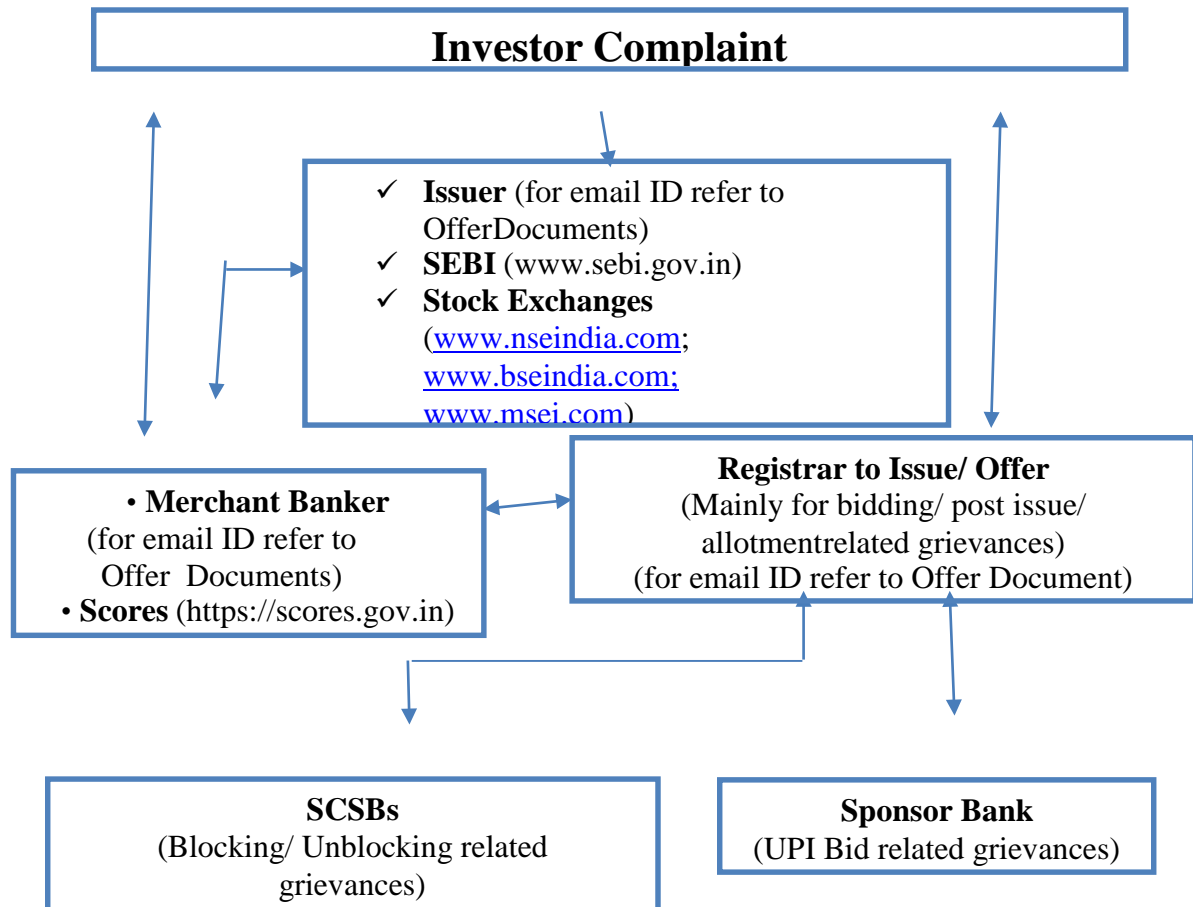 Investor Complaint
✓ Issuer (for email ID refer to
OfferDocuments)
✓ SEBI (www.sebi.gov.in)
✓ Stock Exchanges
(www.nseindia.com;
www.bseindia.com;
www.msei.com)
• Merchant Banker
(for email ID refer to
Offer Documents)
• Scores (https://scores.gov.in)
Registrar to Issue/ Offer
(Mainly for bidding/ post issue/
allotmentrelated grievances)
(for email ID refer to Offer Document)
SCSBs
(Blocking/ Unblocking related
grievances)
Sponsor Bank
(UPI Bid related grievances)